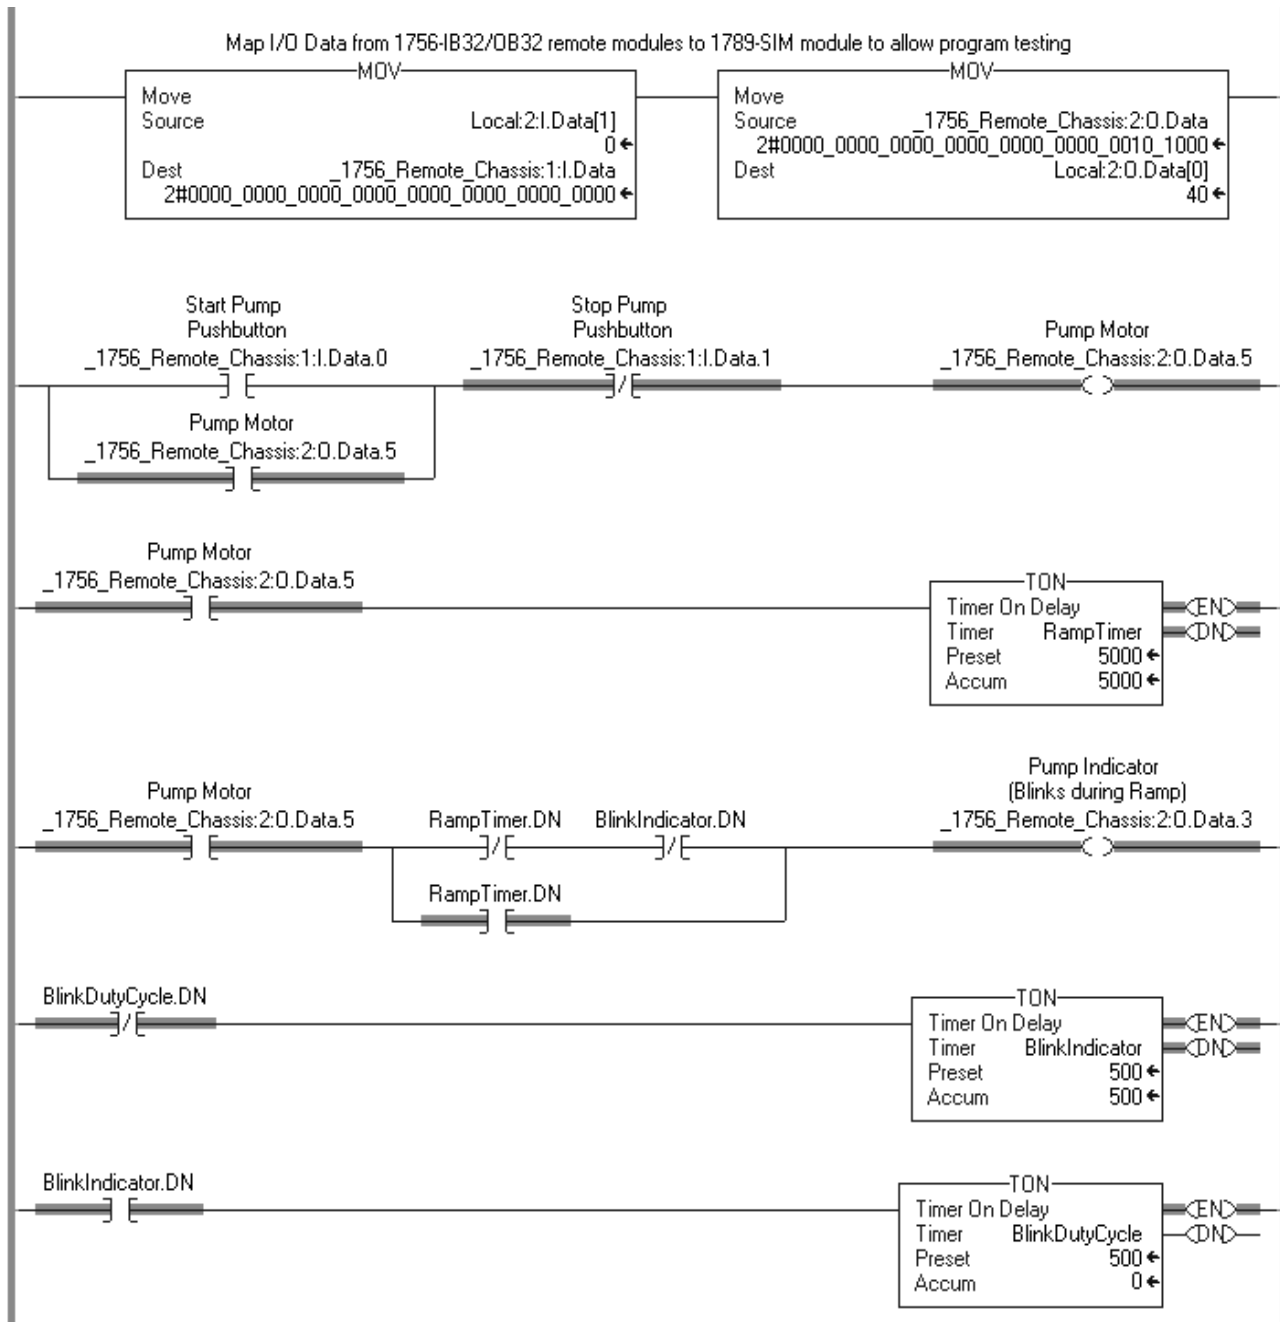 Map I/O Data from 1756-IB32/OB32 remote modules to 1789-SIM module to allow program testing
MOV
Move
Source Local:2:I.Data[1]
0
Dest _1756_Remote_Chassis:1:I.Data
2#0000_0000_0000_0000_0000_0000_0000_0000
MOV
Move
Source _1756_Remote_Chassis:2:O.Data
2#0000_0000_0000_0000_0000_0000_0010_1000
Dest Local:2:O.Data[0]
40
Start Pump
Pushbutton
_1756_Remote_Chassis:1:I.Data.0
Stop Pump
Pushbutton
_1756_Remote_Chassis:1:I.Data.1
Pump Motor
_1756_Remote_Chassis:2:O.Data.5
Pump Motor
_1756_Remote_Chassis:2:O.Data.5
Pump Motor
_1756_Remote_Chassis:2:O.Data.5
TON
Timer On Delay
Timer RampTimer
Preset 5000
Accum 5000
EN
DN
Pump Motor
_1756_Remote_Chassis:2:O.Data.5
RampTimer.DN
BlinkIndicator.DN
Pump Indicator
(Blinks during Ramp)
_1756_Remote_Chassis:2:O.Data.3
RampTimer.DN
BlinkDutyCycle.DN
TON
Timer On Delay
Timer BlinkIndicator
Preset 500
Accum 500
EN
DN
BlinkIndicator.DN
TON
Timer On Delay
Timer BlinkDutyCycle
Preset 500
Accum 0
EN
DN